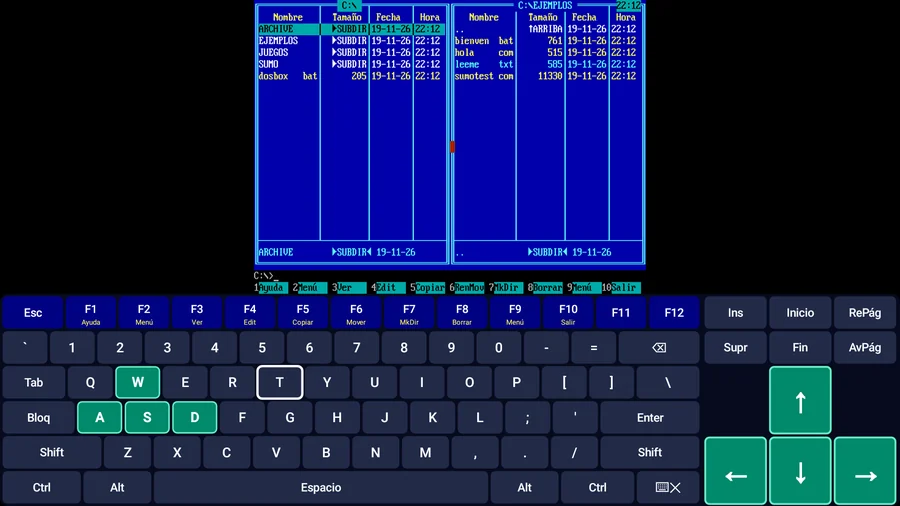 C:\
Nombre Tamaño Fecha Hora
ARCHIVE ►SUBDIR 19-11-26 22:12
EJEMPLOS ►SUBDIR 19-11-26 22:12
JUEGOS ►SUBDIR 19-11-26 22:12
SUMO ►SUBDIR 19-11-26 22:12
dosbox bat 205 19-11-26 22:12
ARCHIVE ►SUBDIR◄ 19-11-26
C:\EJEMPLOS 22:12
Nombre Tamaño Fecha Hora
.. ↑ARRIBA 19-11-26 22:12
bienven bat 761 19-11-26 22:12
hola com 515 19-11-26 22:12
leeme txt 585 19-11-26 22:12
sumotest com 11330 19-11-26 22:12
.. ►SUBDIR◄ 19-11-26
C:\>_
1Ayuda 2Menú 3Ver 4Edit 5Copiar 6RenMov 7MkDir 8Borrar 9Menú 10Salir
Esc F1 F2 F3 F4 F5 F6 F7 F8 F9 F10 F11 F12 Ins Inicio RePág
Ayuda Menú Ver Edit Copiar Mover MkDir Borrar Menú Salir
` 1 2 3 4 5 6 7 8 9 0 - = ⌫ Supr Fin AvPág
Tab Q W E R T Y U I O P [ ] \
Bloq A S D F G H J K L ; ' Enter ↑
Shift Z X C V B N M , . / Shift
Ctrl Alt Espacio Alt Ctrl ⌨✕ ← ↓ →